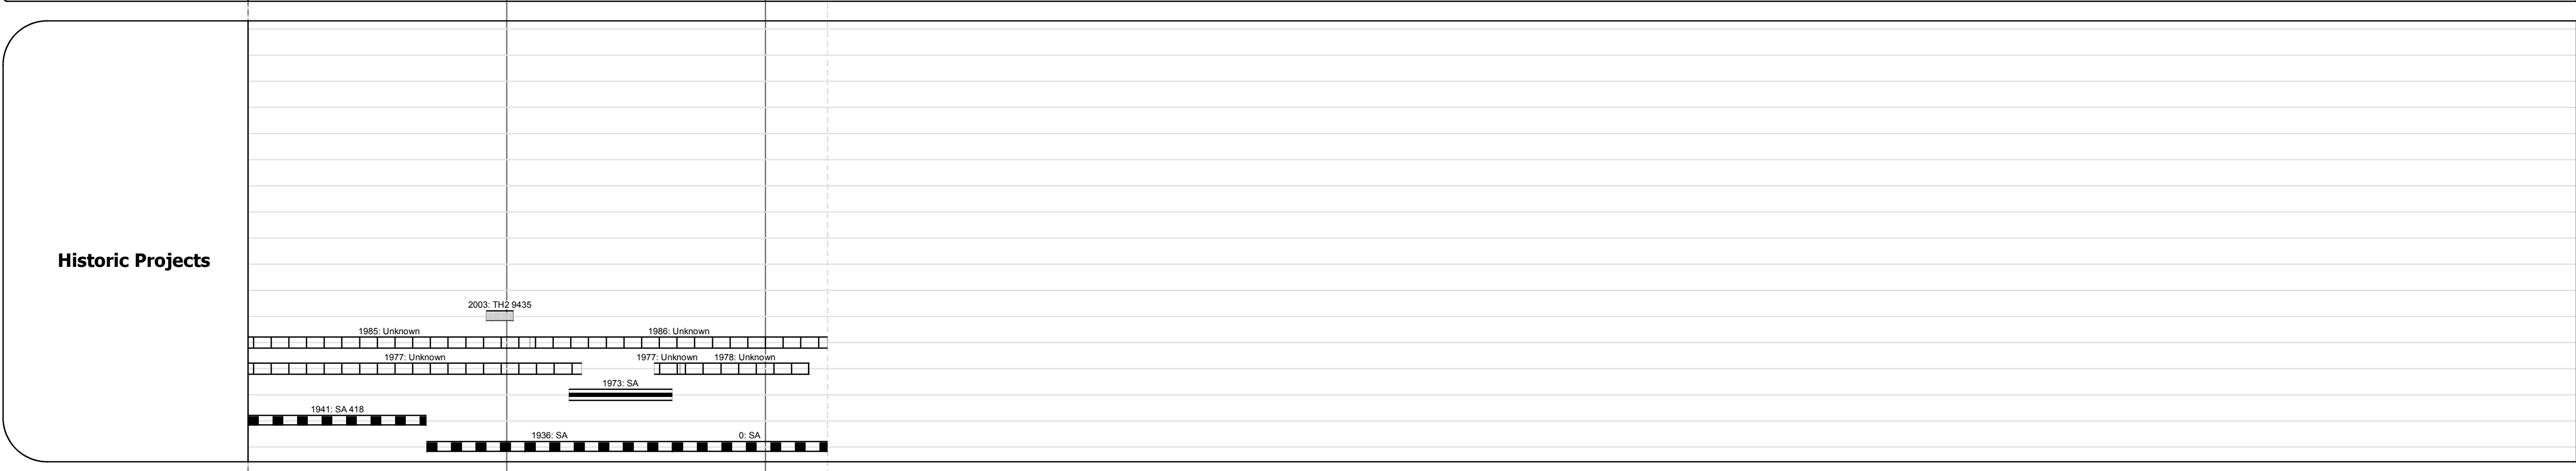 Historic Projects
2003: TH2 9435
1985: Unknown
1986: Unknown
1977: Unknown
1977: Unknown
1978: Unknown
1973: SA
1941: SA 418
1936: SA
0: SA